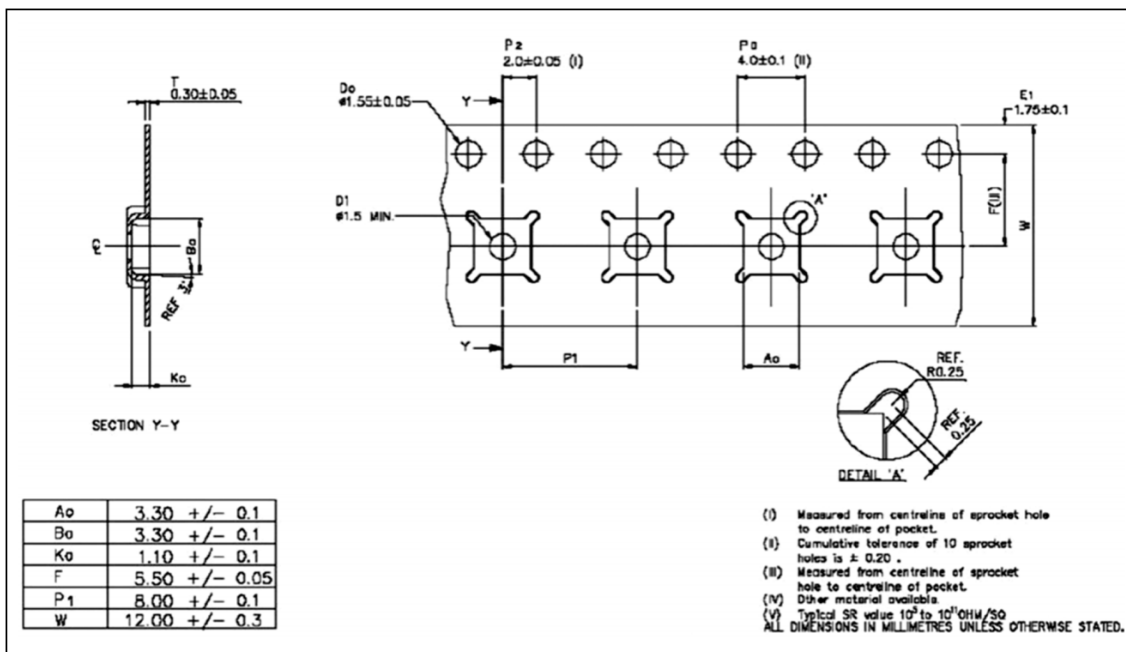 P2
2.0±0.05 (I)
P0
4.0±0.1 (II)
T
0.30±0.05
Do
ø1.55±0.05
Y
E1
1.75±0.1
D1
ø1.5 MIN.
"A"
F(III)
W
Bo
REF 3°
Ko
Y
P1
Ao
SECTION Y-Y
REF.
R0.25
REF.
0.25
DETAIL 'A'
Ao 3.30 +/- 0.1
Bo 3.30 +/- 0.1
Ko 1.10 +/- 0.1
F 5.50 +/- 0.05
P1 8.00 +/- 0.1
W 12.00 +/- 0.3
(I) Measured from centreline of sprocket hole
to centreline of pocket.
(II) Cumulative tolerance of 10 sprocket
holes is ± 0.20 .
(III) Measured from centreline of sprocket
hole to centreline of pocket.
(IV) Other material available.
(V) Typical SR value 10⁵ to 10¹¹ OHM/SQ
ALL DIMENSIONS IN MILLIMETRES UNLESS OTHERWISE STATED.